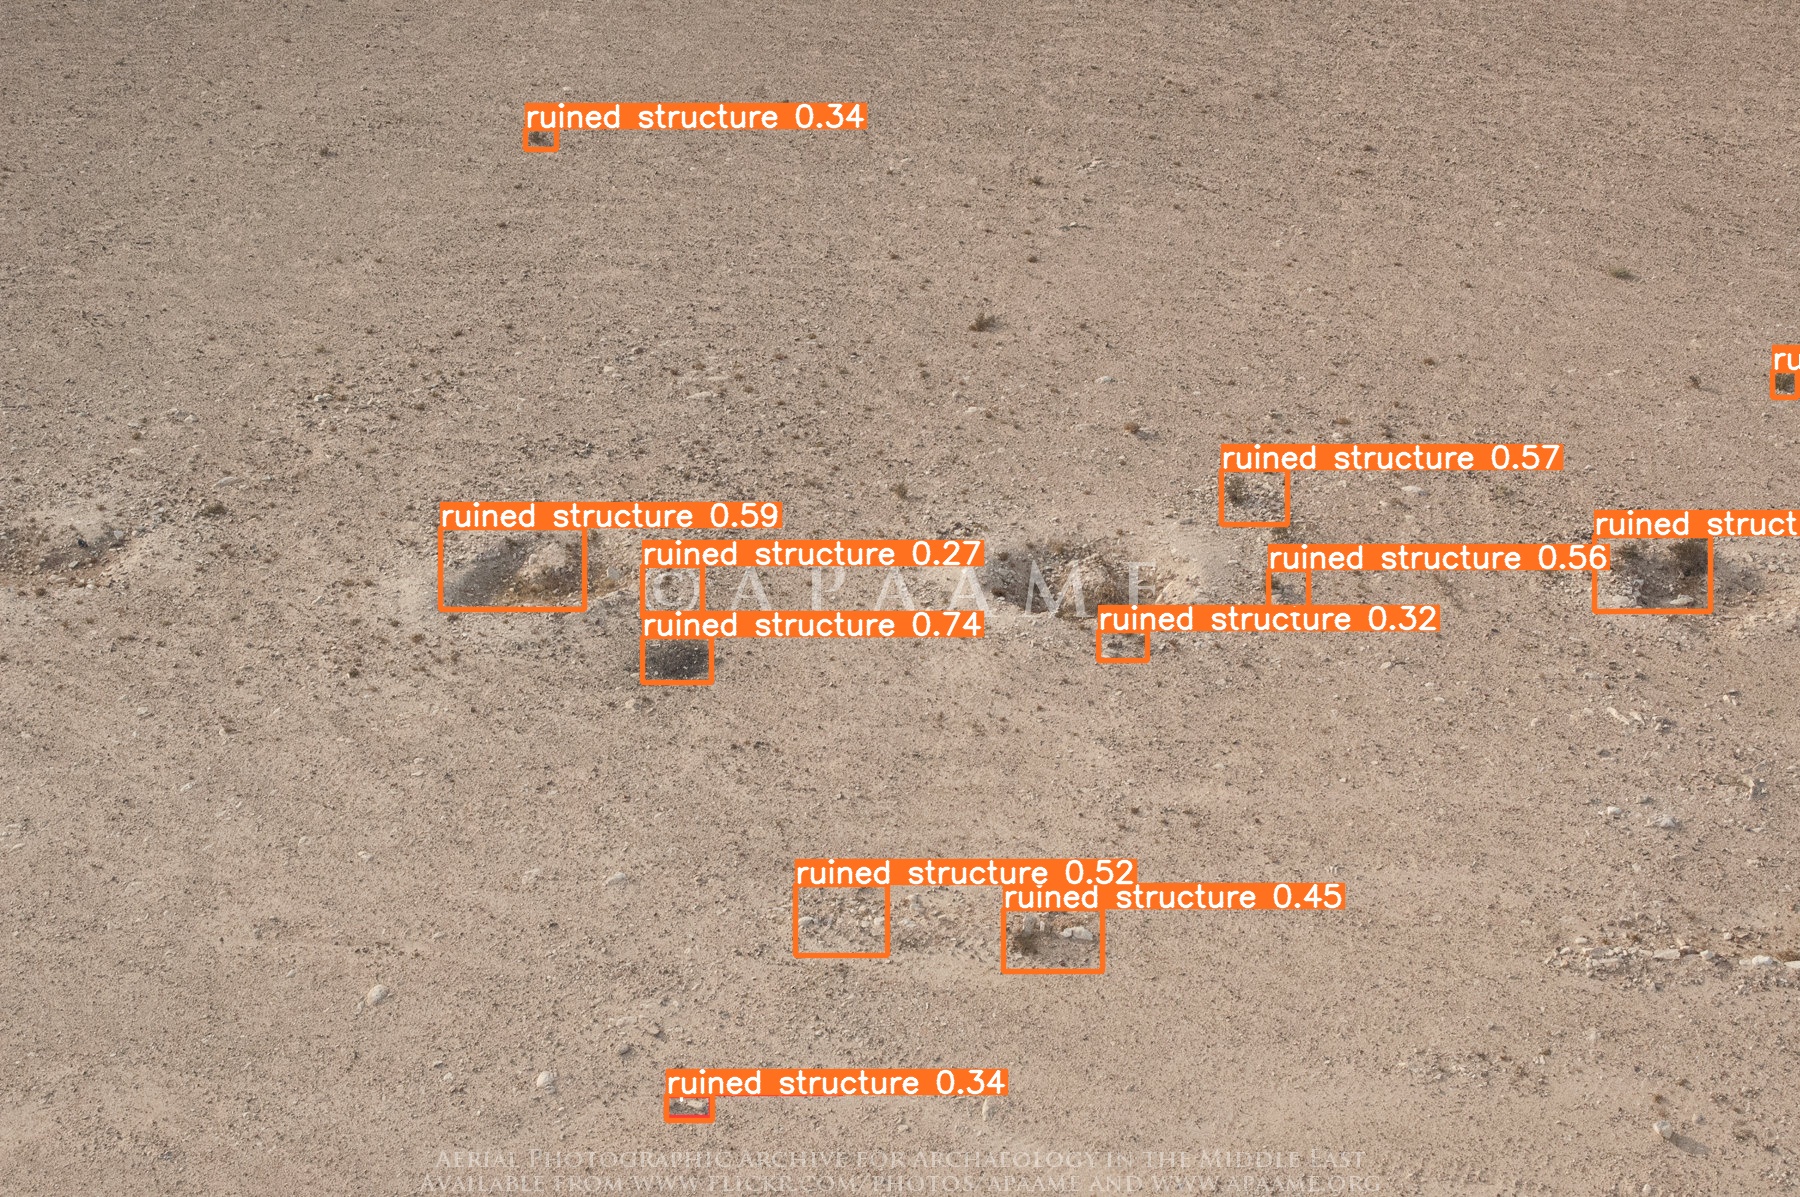 ruined structure 0.34
ru
ruined structure 0.57
ruined structure 0.59
ruined struct
ruined structure 0.27
ruined structure 0.56
©APAAME
ruined structure 0.32
ruined structure 0.74
ruined structure 0.52
ruined structure 0.45
ruined structure 0.34
Aerial Photographic Archive for Archaeology in the Middle East
Available from www.flickr.com/photos/apaame and www.apaame.org